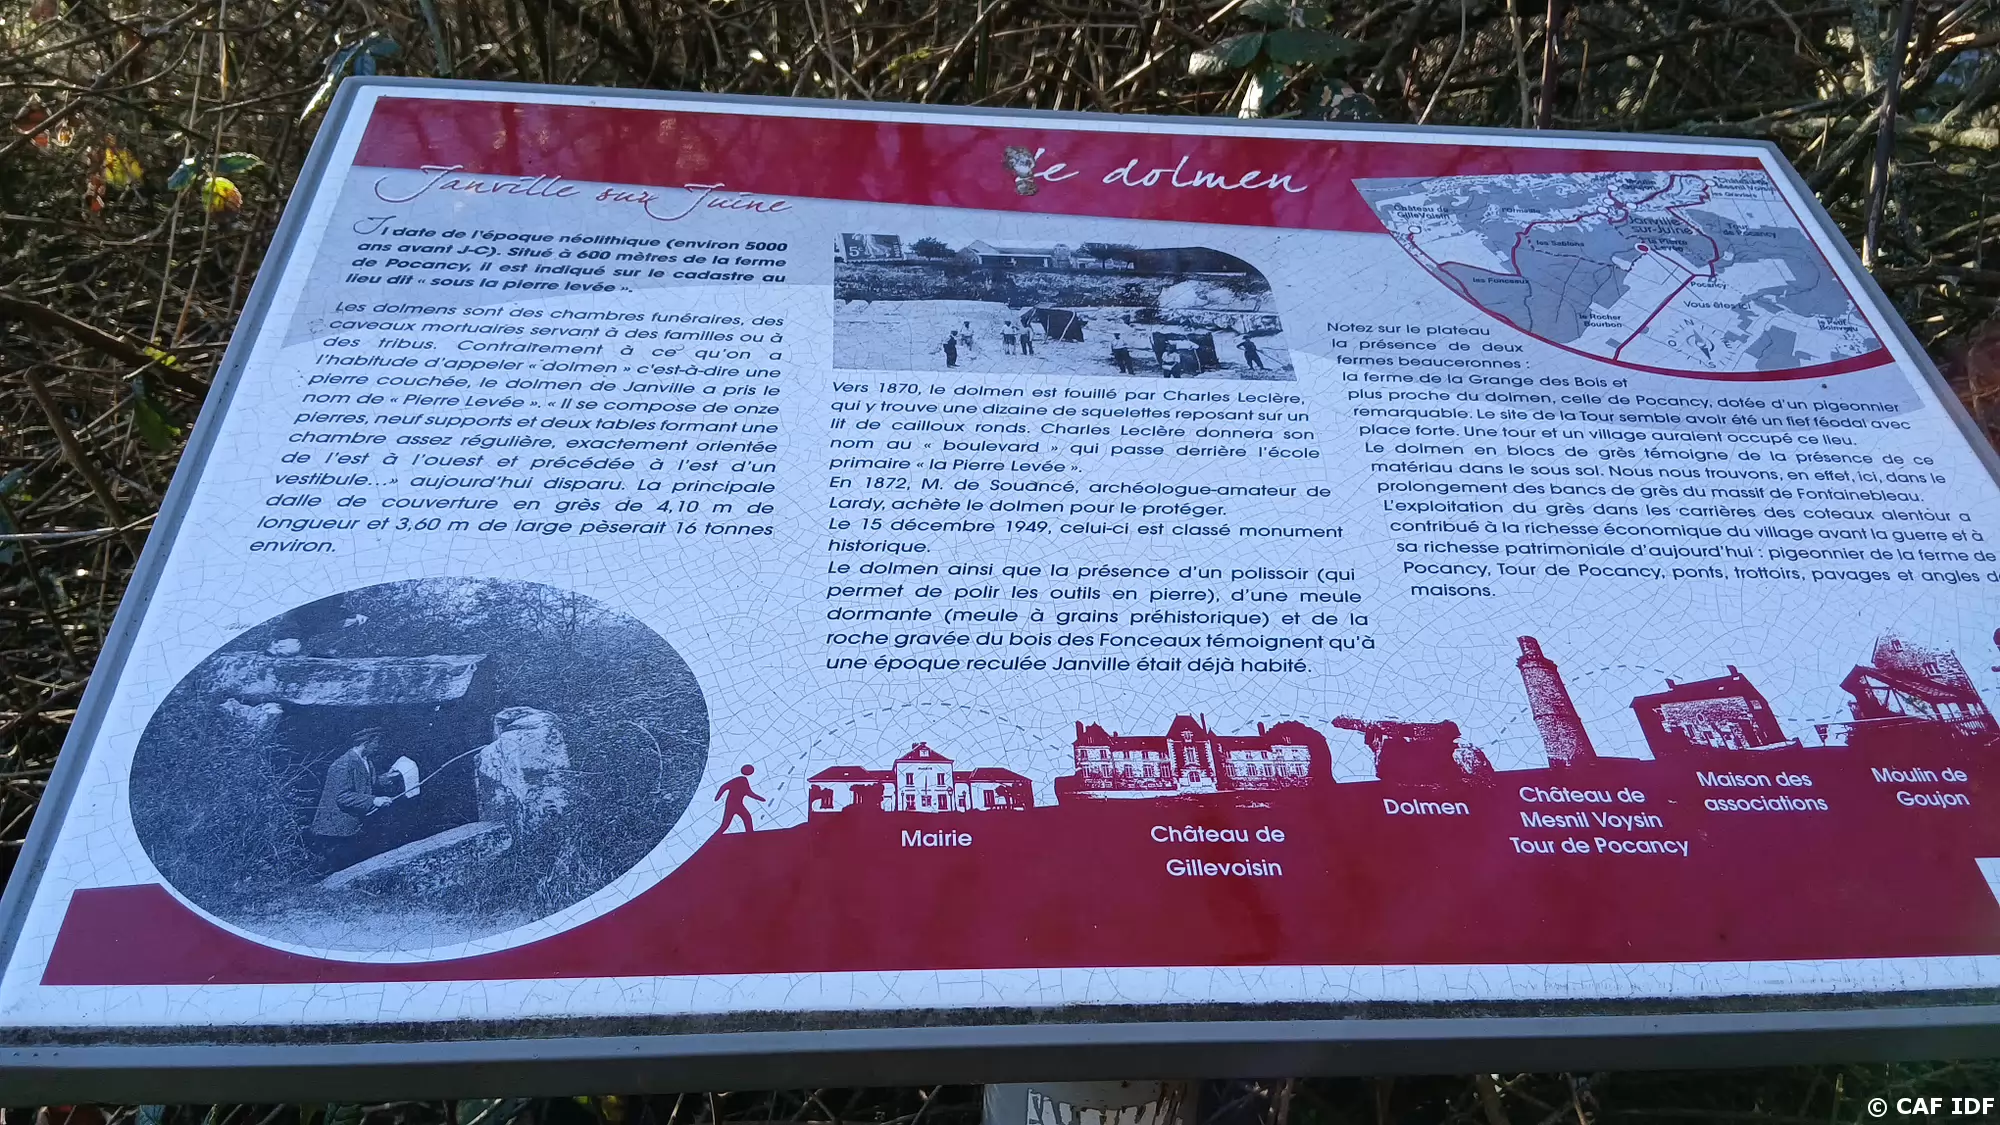 le dolmen
Janville sur Juine
Il date de l'époque néolithique (environ 5000
ans avant J-C). Situé à 600 mètres de la ferme
de Pocancy, il est indiqué sur le cadastre au
lieu dit « sous la pierre levée ».
Les dolmens sont des chambres funéraires, des
caveaux mortuaires servant à des familles ou à
des tribus. Contraitement à ce qu'on a
l'habitude d'appeler « dolmen » c'est-à-dire une
pierre couchée, le dolmen de Janville a pris le
nom de « Pierre Levée ». « Il se compose de onze
pierres, neuf supports et deux tables formant une
chambre assez régulière, exactement orientée
de l'est à l'ouest et précédée à l'est d'un
vestibule...» aujourd'hui disparu. La principale
dalle de couverture en grès de 4,10 m de
longueur et 3,60 m de large pèserait 16 tonnes
environ.
Vers 1870, le dolmen est fouillé par Charles Leclère,
qui y trouve une dizaine de squelettes reposant sur un
lit de cailloux ronds. Charles Leclère donnera son
nom au « boulevard » qui passe derrière l'école
primaire « la Pierre Levée ».
En 1872, M. de Souancé, archéologue-amateur de
Lardy, achète le dolmen pour le protéger.
Le 15 décembre 1949, celui-ci est classé monument
historique.
Le dolmen ainsi que la présence d'un polissoir (qui
permet de polir les outils en pierre), d'une meule
dormante (meule à grains préhistorique) et de la
roche gravée du bois des Fonceaux témoignent qu'à
une époque reculée Janville était déjà habité.
Château de
GilleVoisin
les Sablons
les Fonceaux
le Rocher
Bourbon
Janville
sur-Juine
la Pierre
Levée
Mesnil Voysin
Tour
de Pocancy
Pocancy
Vous êtes ici
Notez sur le plateau
la présence de deux
fermes beauceronnes :
la ferme de la Grange des Bois et
plus proche du dolmen, celle de Pocancy, dotée d'un pigeonnier
remarquable. Le site de la Tour semble avoir été un fief féodal avec
place forte. Une tour et un village auraient occupé ce lieu.
Le dolmen en blocs de grès témoigne de la présence de ce
matériau dans le sous sol. Nous nous trouvons, en effet, ici, dans le
prolongement des bancs de grès du massif de Fontainebleau.
L'exploitation du grès dans les carrières des coteaux alentour a
contribué à la richesse économique du village avant la guerre et à
sa richesse patrimoniale d'aujourd'hui : pigeonnier de la ferme de
Pocancy, Tour de Pocancy, ponts, trottoirs, pavages et angles de
maisons.
Mairie
Château de
Gillevoisin
Dolmen
Château de
Mesnil Voysin
Tour de Pocancy
Maison des
associations
Moulin de
Goujon
© CAF IDF